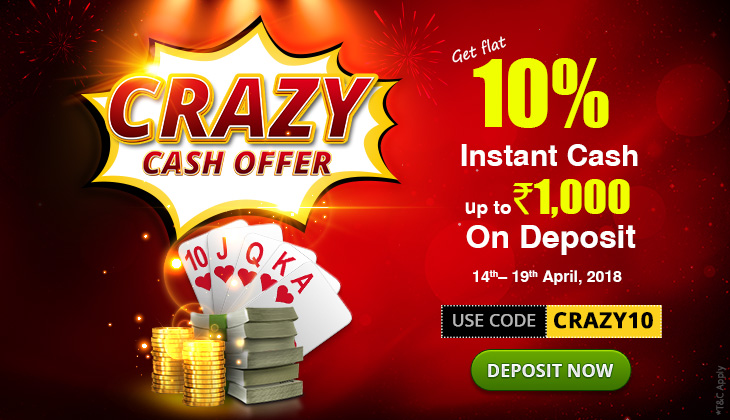 CRAZY
CASH OFFER
Get flat
10%
Instant Cash
up to ₹1,000
On Deposit
14th– 19th April, 2018
USE CODE CRAZY10
DEPOSIT NOW
10 J Q K A
*T&C Apply